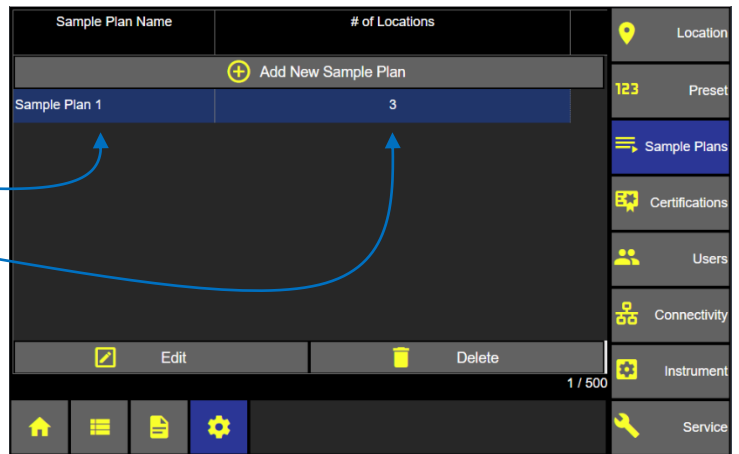 Sample Plan Name # of Locations
Add New Sample Plan
Sample Plan 1 3
Edit Delete
1 / 500
Location
123 Preset
Sample Plans
Certifications
Users
Connectivity
Instrument
Service